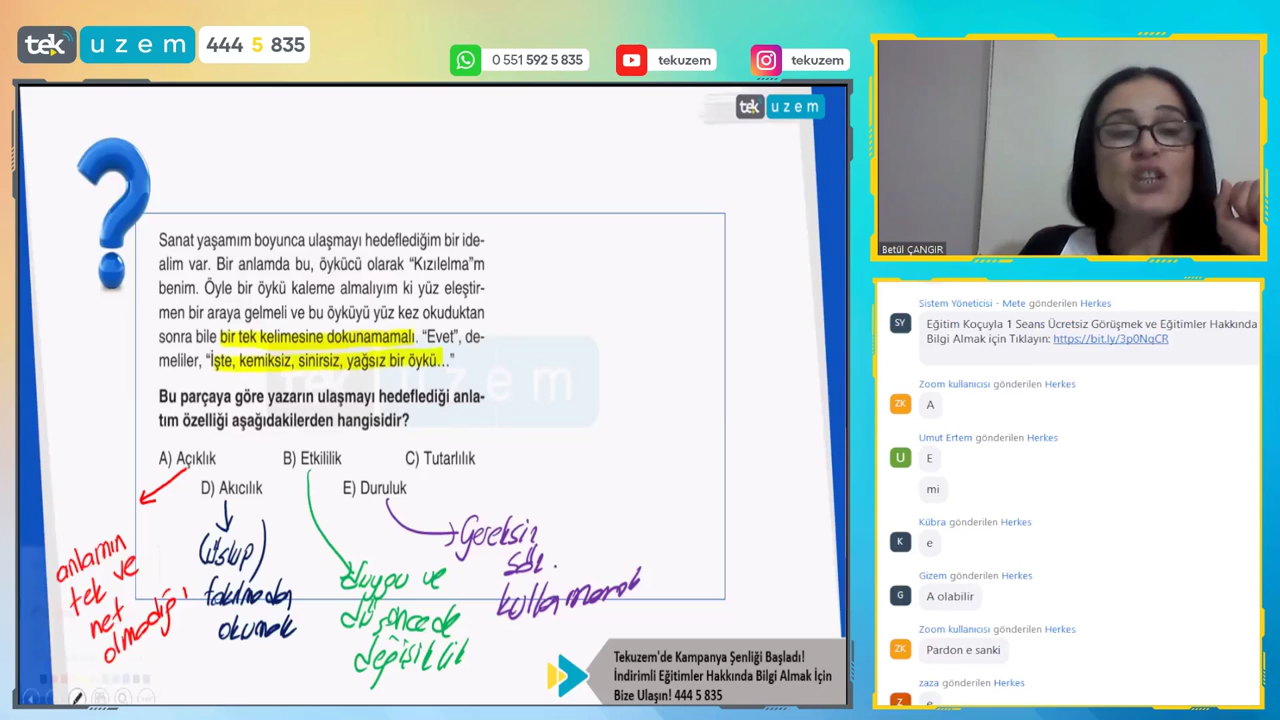 tek uzem 444 5 835
0 551 592 5 835
tekuzem
tekuzem
tek uzem
Sanat yaşamım boyunca ulaşmayı hedeflediğim bir ide-
alim var. Bir anlamda bu, öykücü olarak “Kızılelma”m
benim. Öyle bir öykü kaleme almalıyım ki yüz eleştir-
men bir araya gelmeli ve bu öyküyü yüz kez okuduktan
sonra bile bir tek kelimesine dokunamamalı. “Evet”, de-
meliler, “İşte, kemiksiz, sinirsiz, yağsız bir öykü...”
tek uzem
Bu parçaya göre yazarın ulaşmayı hedeflediği anla-
tım özelliği aşağıdakilerden hangisidir?
A) Açıklık B) Etkililik C) Tutarlılık
D) Akıcılık E) Duruluk
anlamın
tek ve
net
olmadığı
(üslup)
takılmadan
okumak
duygu ve
düşüncede
değişiklik
Gereksiz
söz
kullanmamak
Tekuzem'de Kampanya Şenliği Başladı!
İndirimli Eğitimler Hakkında Bilgi Almak İçin
Bize Ulaşın! 444 5 835
Betül ÇANGIR
Sistem Yöneticisi - Mete gönderilen Herkes
SY
Eğitim Koçuyla 1 Seans Ücretsiz Görüşmek ve Eğitimler Hakkında
Bilgi Almak için Tıklayın: https://bit.ly/3p0NqCR
Zoom kullanıcısı gönderilen Herkes
ZK
A
Umut Ertem gönderilen Herkes
U
E
mi
Kübra gönderilen Herkes
K
e
Gizem gönderilen Herkes
G
A olabilir
Zoom kullanıcısı gönderilen Herkes
ZK
Pardon e sanki
zaza gönderilen Herkes
Z
e